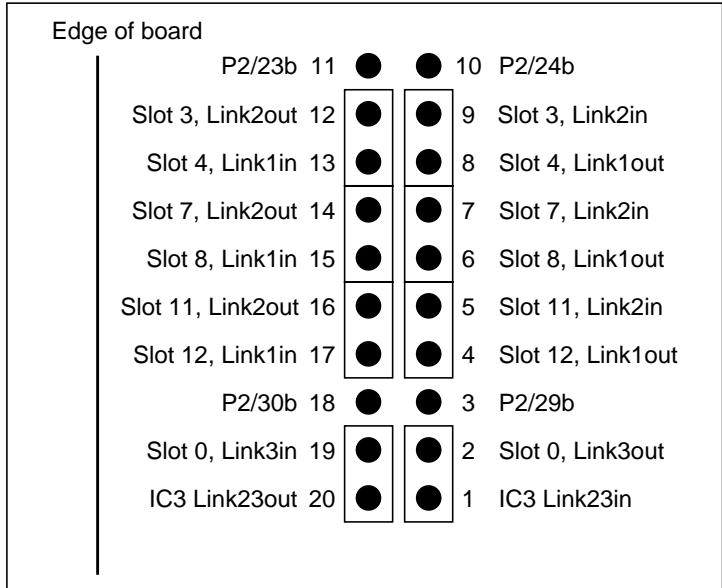 Edge of board
P2/23b 11 10 P2/24b
Slot 3, Link2out 12 9 Slot 3, Link2in
Slot 4, Link1in 13 8 Slot 4, Link1out
Slot 7, Link2out 14 7 Slot 7, Link2in
Slot 8, Link1in 15 6 Slot 8, Link1out
Slot 11, Link2out 16 5 Slot 11, Link2in
Slot 12, Link1in 17 4 Slot 12, Link1out
P2/30b 18 3 P2/29b
Slot 0, Link3in 19 2 Slot 0, Link3out
IC3 Link23out 20 1 IC3 Link23in